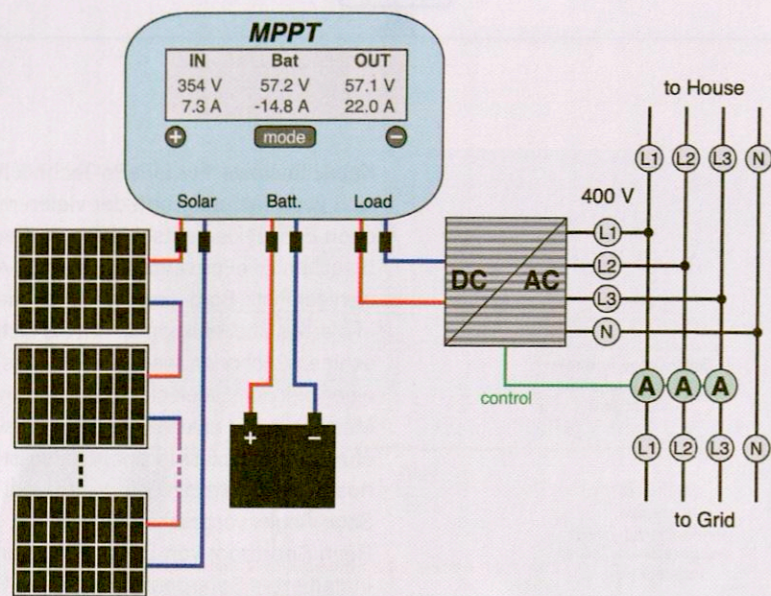 MPPT
IN Bat OUT
354 V 57.2 V 57.1 V
7.3 A -14.8 A 22.0 A
+ mode −
Solar Batt. Load
to House
L1 L2 L3 N
400 V
DC AC
L1
L2
L3
N
control
A A A
+ −
L1 L2 L3 N
to Grid